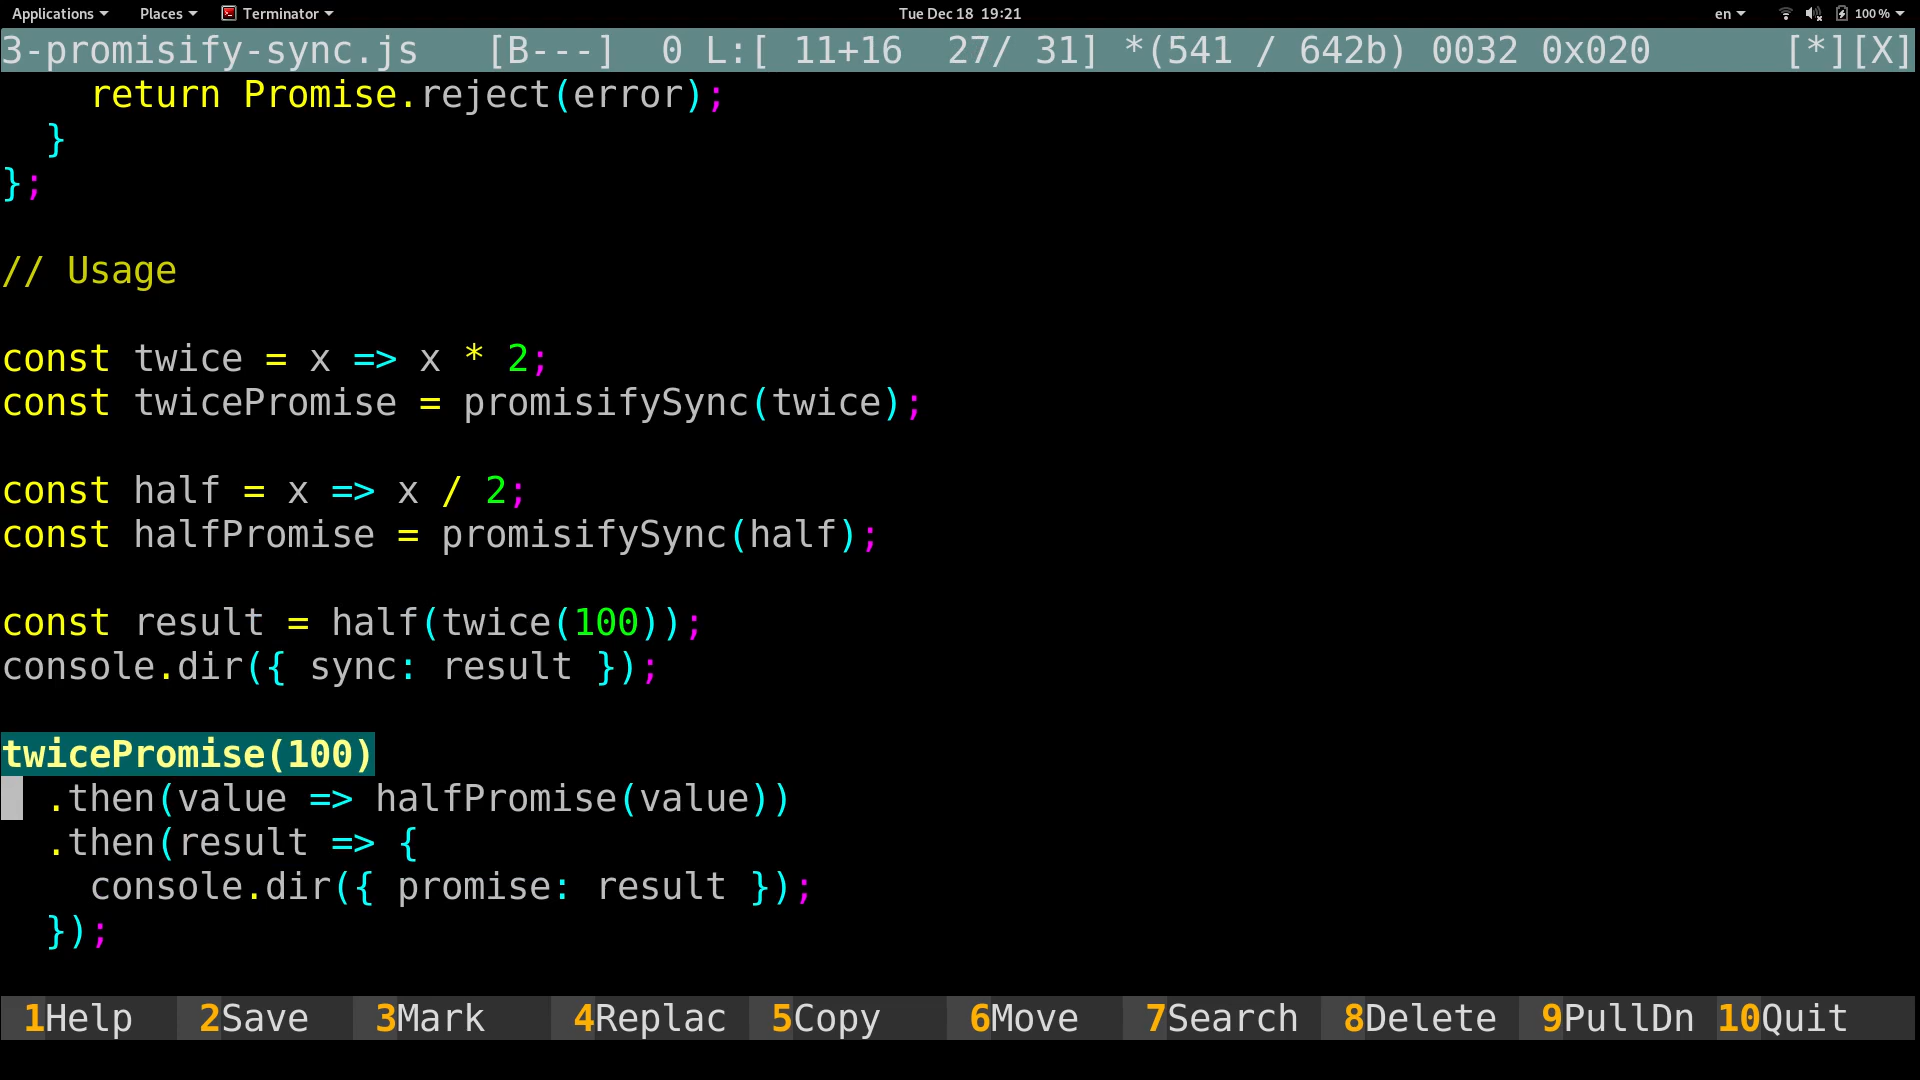 Applications Places Terminator Tue Dec 18 19:21 en 100 %
3-promisify-sync.js [B---] 0 L:[ 11+16 27/ 31] *(541 / 642b) 0032 0x020 [*][X]
    return Promise.reject(error);
  }
};

// Usage

const twice = x => x * 2;
const twicePromise = promisifySync(twice);

const half = x => x / 2;
const halfPromise = promisifySync(half);

const result = half(twice(100));
console.dir({ sync: result });

twicePromise(100)
  .then(value => halfPromise(value))
  .then(result => {
    console.dir({ promise: result });
  });

1Help 2Save 3Mark 4Replac 5Copy 6Move 7Search 8Delete 9PullDn 10Quit